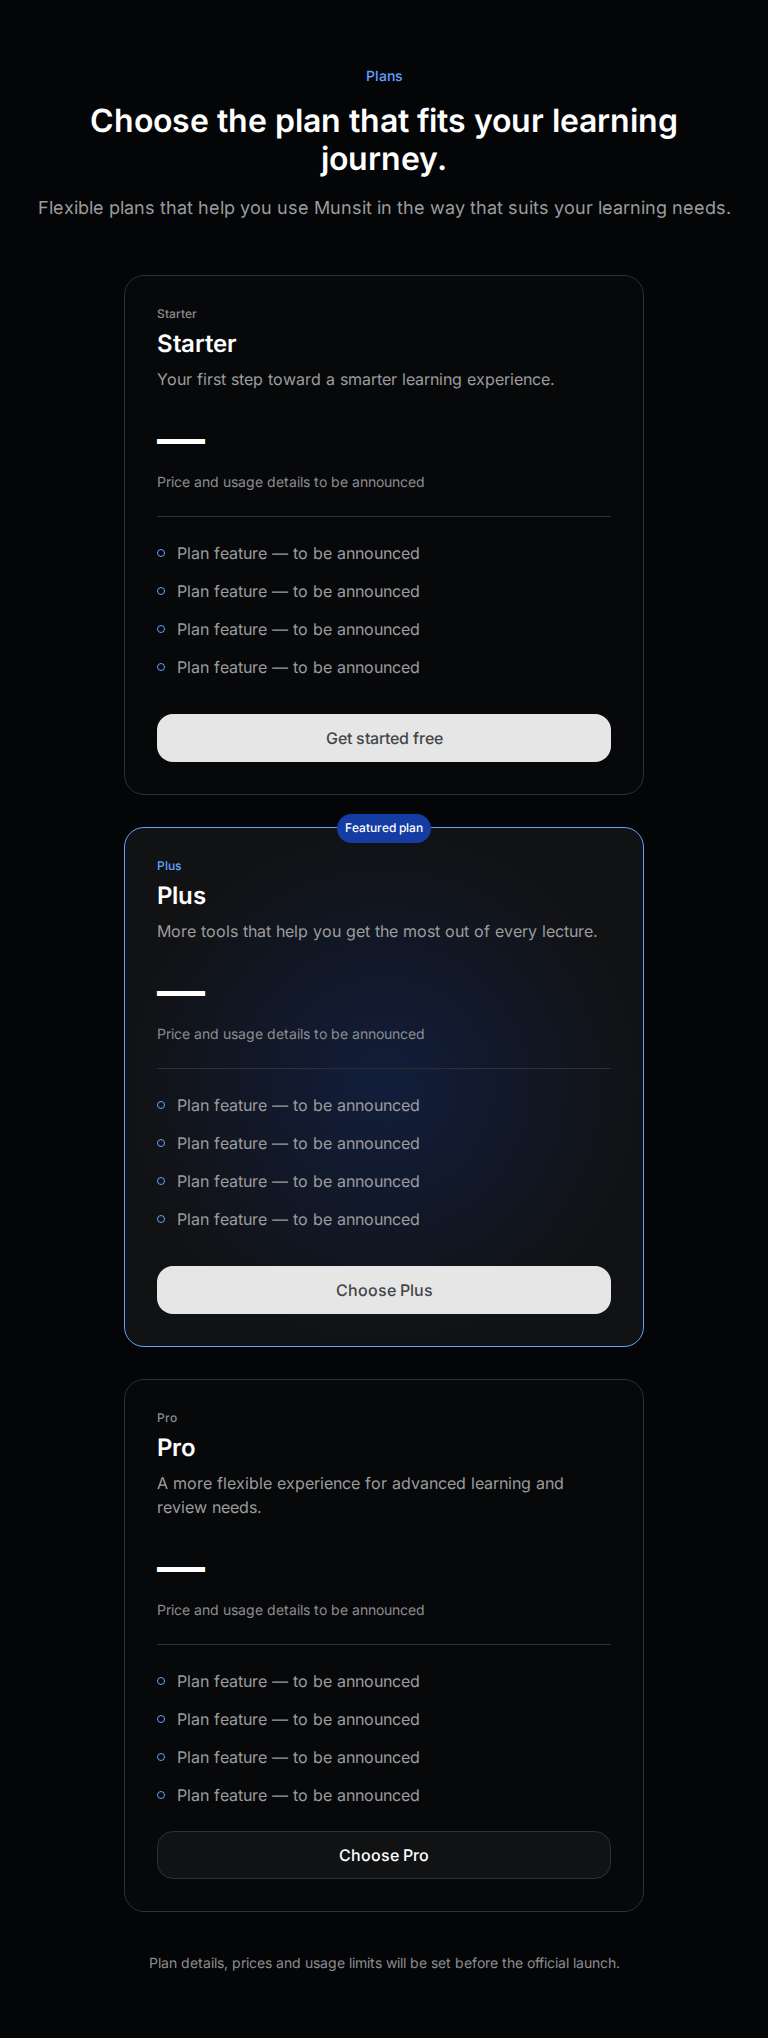 Plans
Choose the plan that fits your learning
journey.
Flexible plans that help you use Munsit in the way that suits your learning needs.
Starter
Starter
Your first step toward a smarter learning experience.
—
Price and usage details to be announced
Plan feature — to be announced
Plan feature — to be announced
Plan feature — to be announced
Plan feature — to be announced
Get started free
Featured plan
Plus
Plus
More tools that help you get the most out of every lecture.
—
Price and usage details to be announced
Plan feature — to be announced
Plan feature — to be announced
Plan feature — to be announced
Plan feature — to be announced
Choose Plus
Pro
Pro
A more flexible experience for advanced learning and
review needs.
—
Price and usage details to be announced
Plan feature — to be announced
Plan feature — to be announced
Plan feature — to be announced
Plan feature — to be announced
Choose Pro
Plan details, prices and usage limits will be set before the official launch.